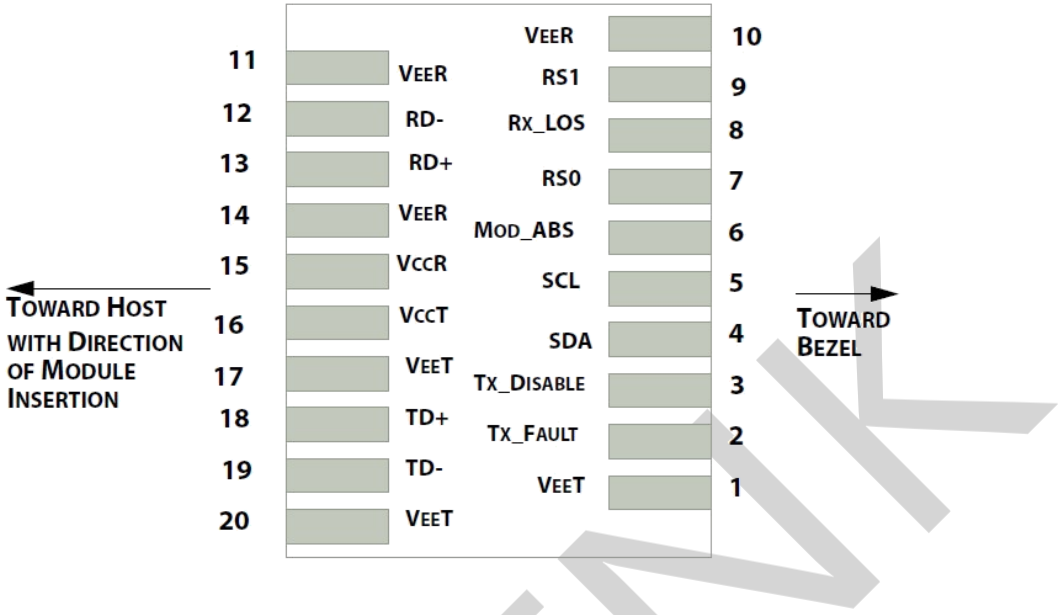 VEER 10
11 VEER
RS1 9
12 RD-
RX_LOS 8
13 RD+
RS0 7
14 VEER
MOD_ABS 6
15 VCCR
SCL 5
TOWARD HOST
WITH DIRECTION
OF MODULE
INSERTION
16 VCCT
TOWARD
BEZEL
SDA 4
17 VEET
TX_DISABLE 3
18 TD+
TX_FAULT 2
19 TD-
VEET 1
20 VEET